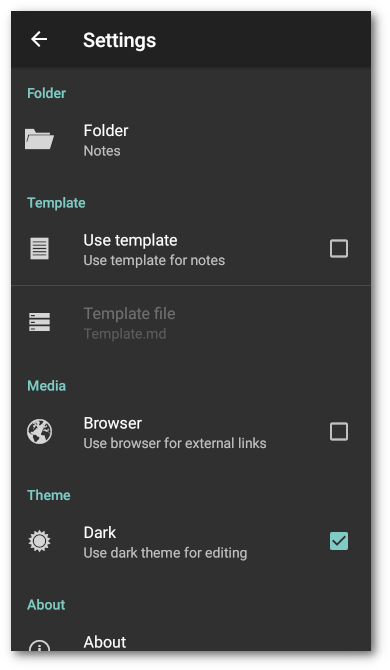 Settings
Folder
Folder
Notes
Template
Use template
Use template for notes
Template file
Template.md
Media
Browser
Use browser for external links
Theme
Dark
Use dark theme for editing
About
About